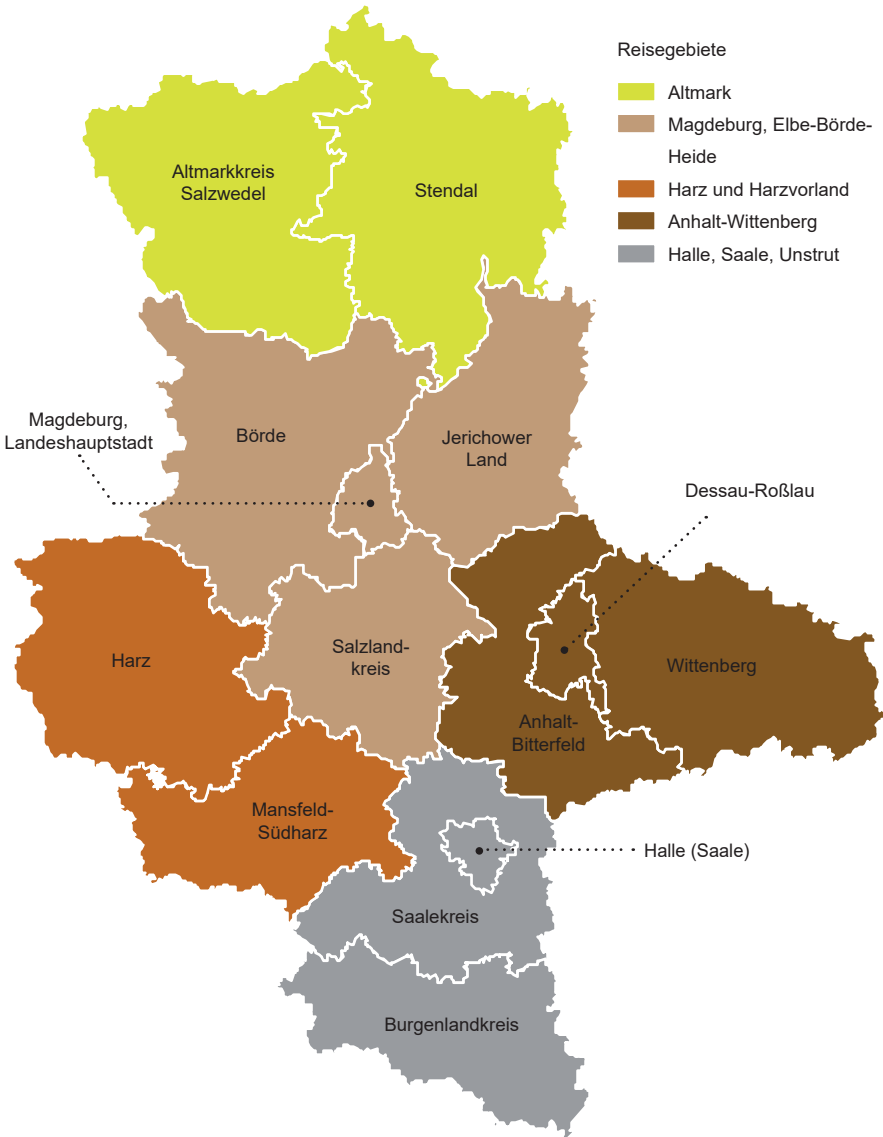 Reisegebiete
Altmark
Magdeburg, Elbe-Börde-
Heide
Harz und Harzvorland
Anhalt-Wittenberg
Halle, Saale, Unstrut
Altmarkkreis
Salzwedel
Stendal
Magdeburg,
Landeshauptstadt
Börde
Jerichower
Land
Dessau-Roßlau
Harz
Salzland-
kreis
Wittenberg
Anhalt-
Bitterfeld
Mansfeld-
Südharz
Halle (Saale)
Saalekreis
Burgenlandkreis